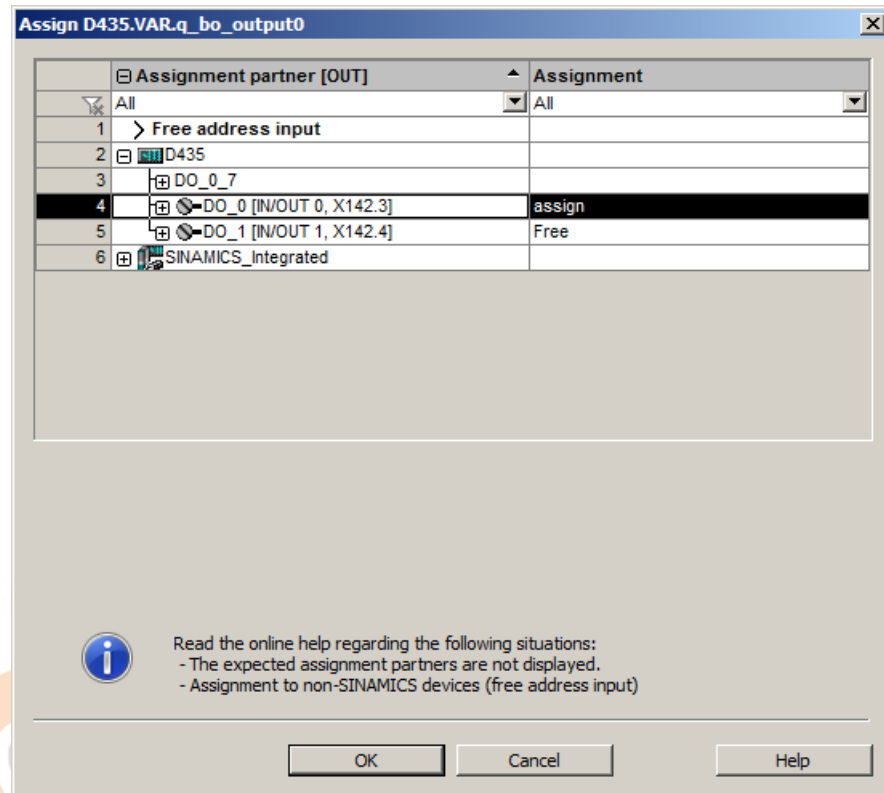 Assign D435.VAR.q_bo_output0
Assignment partner [OUT] Assignment
All All
1 Free address input
2 D435
3 DO_0_7
4 DO_0 [IN/OUT 0, X142.3] assign
5 DO_1 [IN/OUT 1, X142.4] Free
6 SINAMICS_Integrated
Read the online help regarding the following situations:
- The expected assignment partners are not displayed.
- Assignment to non-SINAMICS devices (free address input)
OK Cancel Help